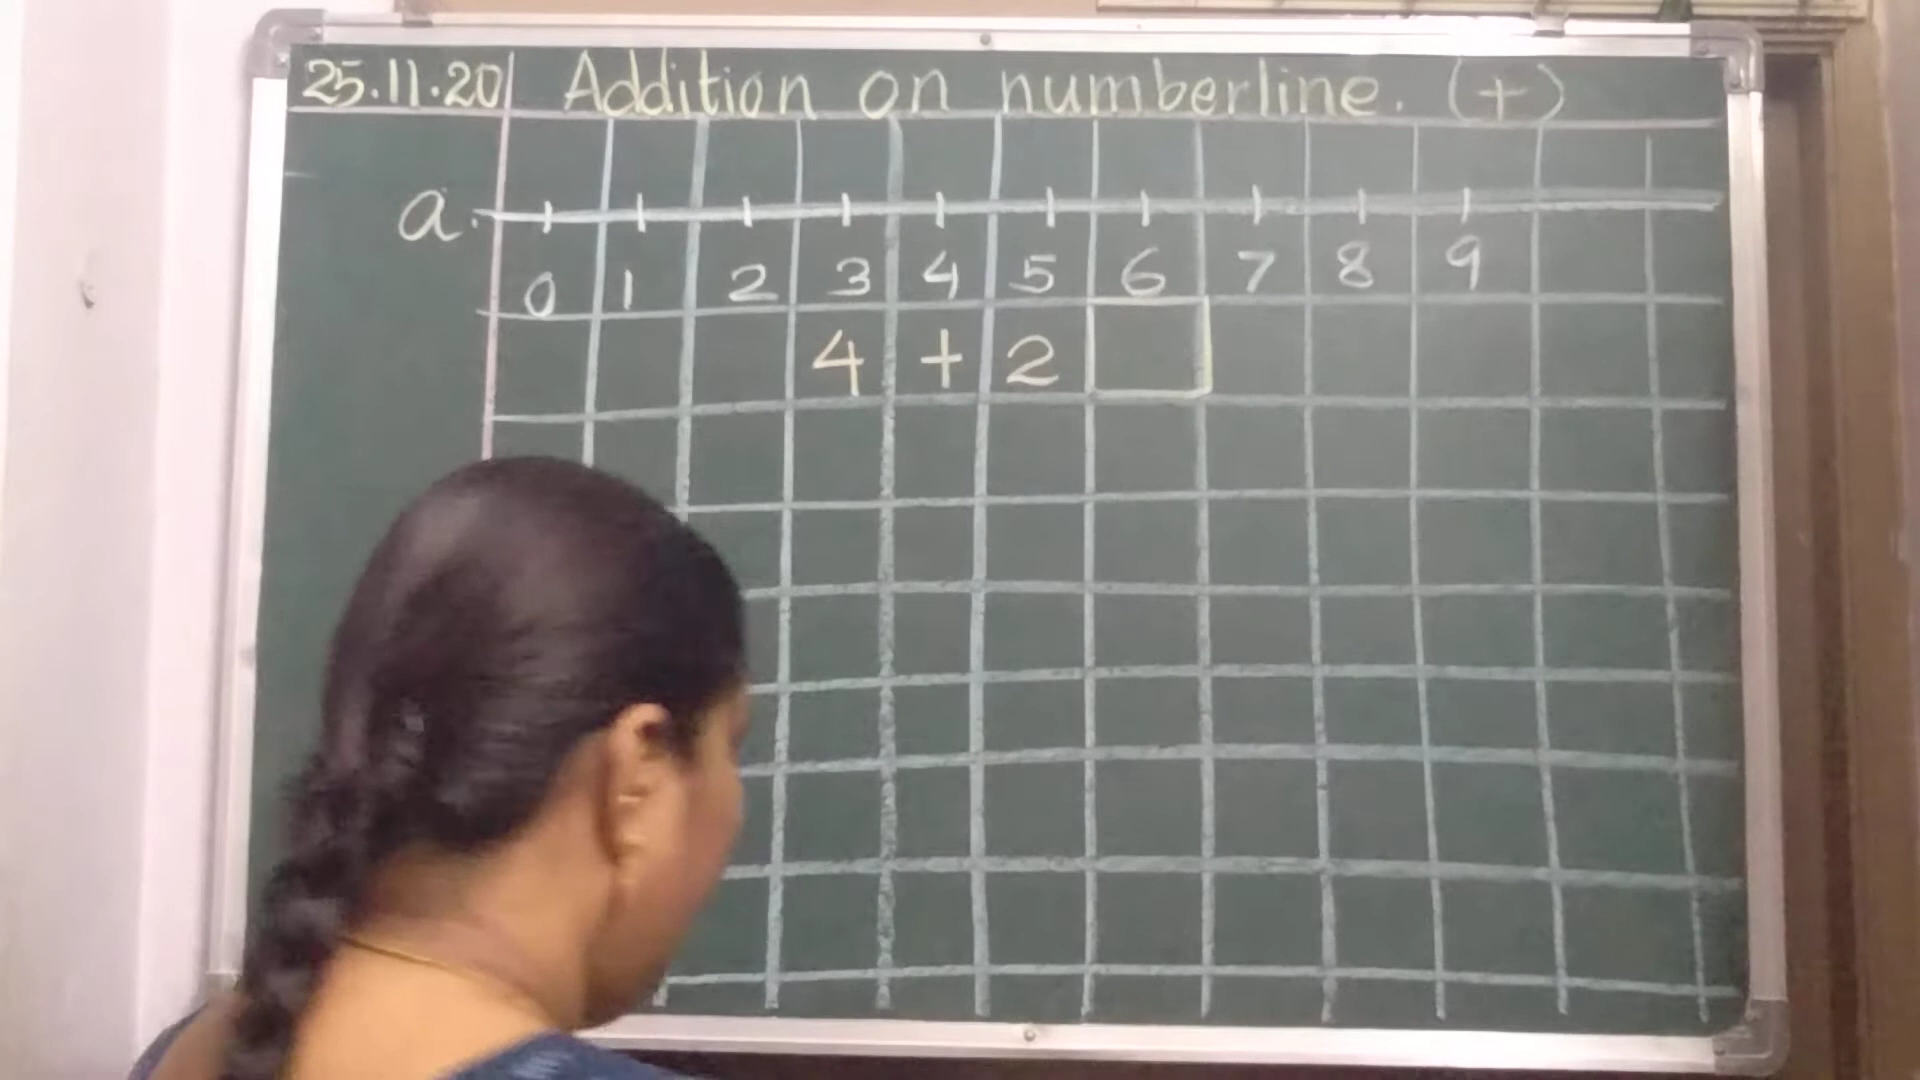 25.11.20 Addition on numberline. (+)
a.
0 1 2 3 4 5 6 7 8 9
4 + 2